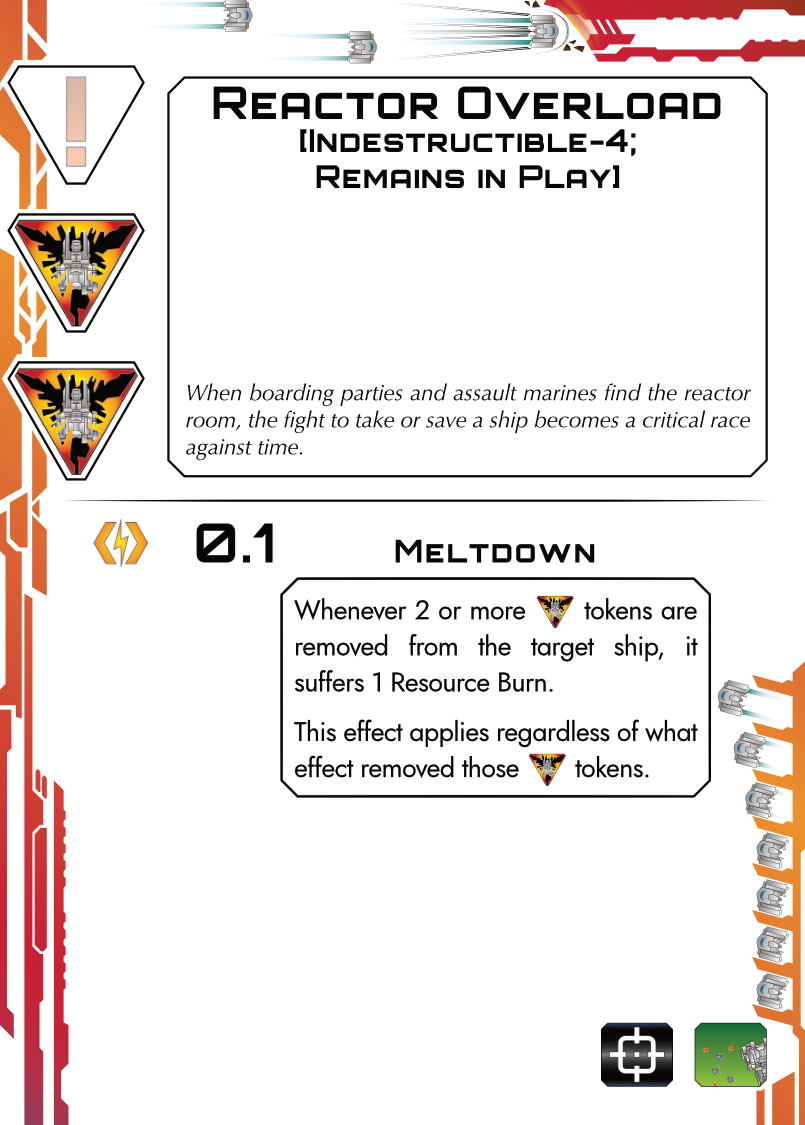 Reactor Overload
[Indestructible-4;
Remains in Play]
When boarding parties and assault marines find the reactor
room, the fight to take or save a ship becomes a critical race
against time.
0.1 Meltdown
Whenever 2 or more tokens are
removed from the target ship, it
suffers 1 Resource Burn.
This effect applies regardless of what
effect removed those tokens.